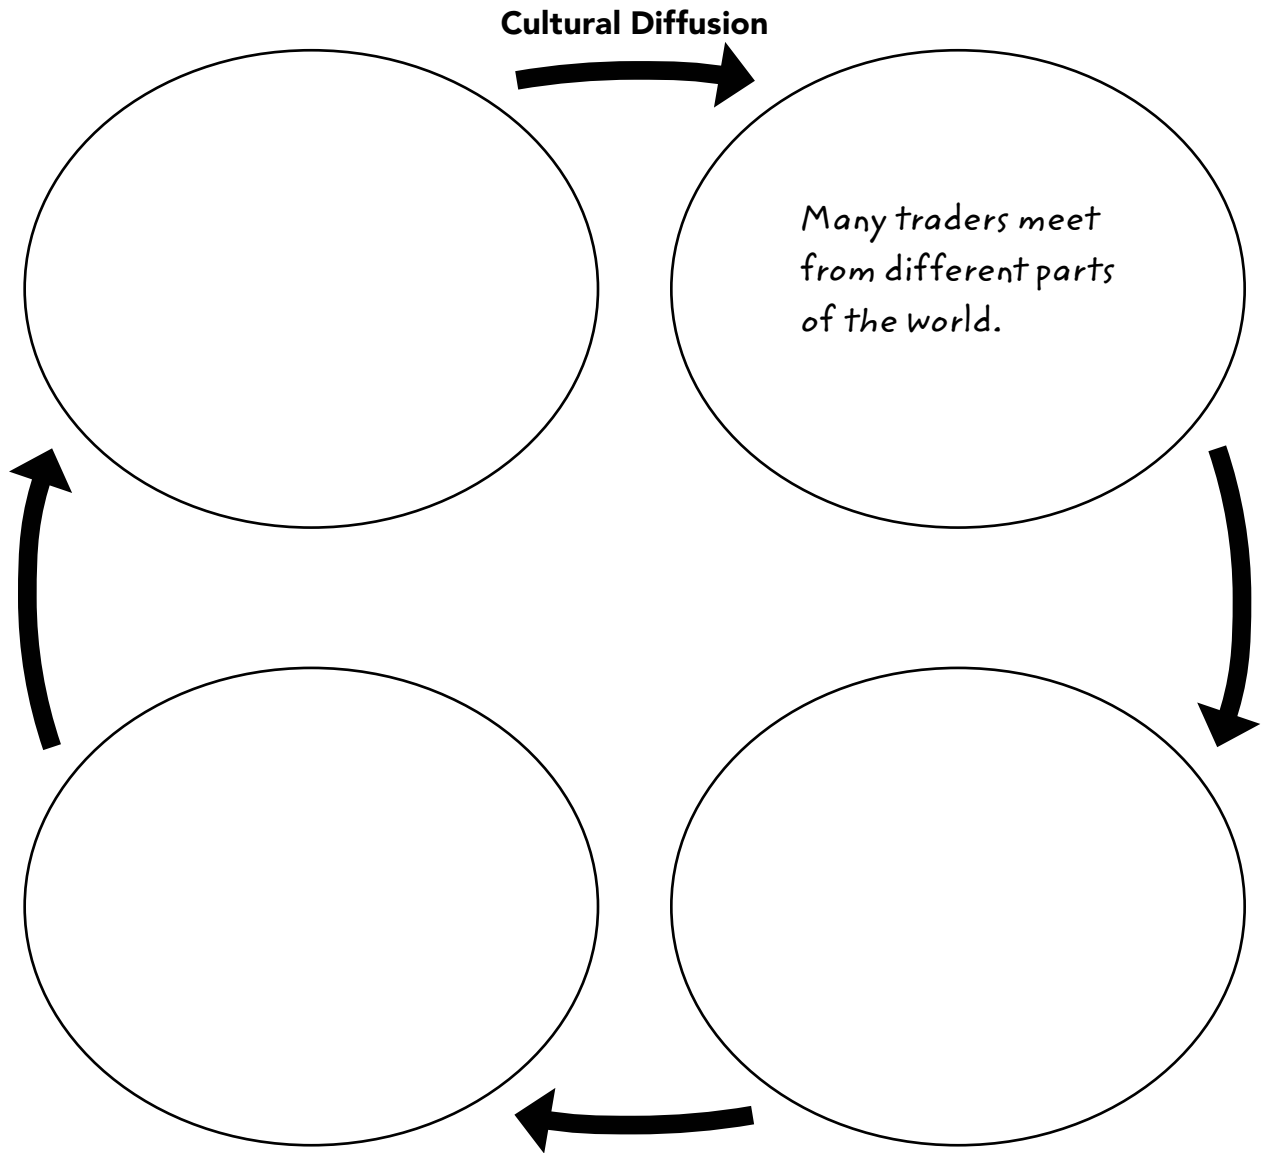 Cultural Diffusion
Many traders meet
from different parts
of the world.